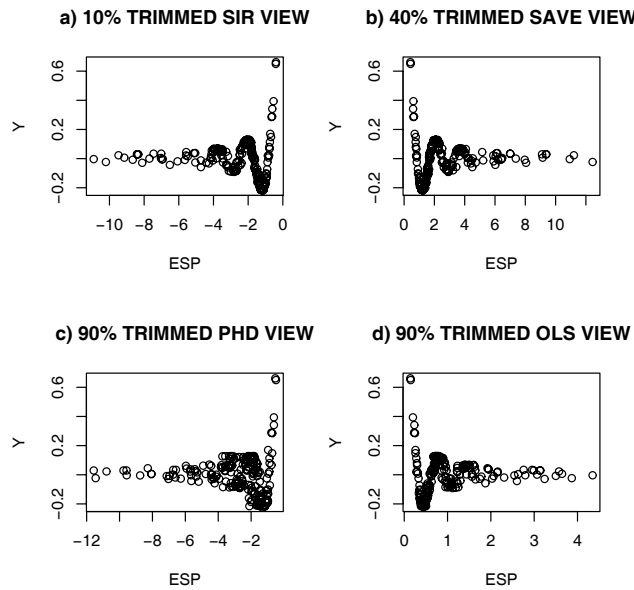 a) 10% TRIMMED SIR VIEW
Y
−0.2 0.2 0.6
−10 −8 −6 −4 −2 0
ESP
b) 40% TRIMMED SAVE VIEW
Y
−0.2 0.2 0.6
0 2 4 6 8 10
ESP
c) 90% TRIMMED PHD VIEW
Y
−0.2 0.2 0.6
−12 −8 −6 −4 −2
ESP
d) 90% TRIMMED OLS VIEW
Y
−0.2 0.2 0.6
0 1 2 3 4
ESP